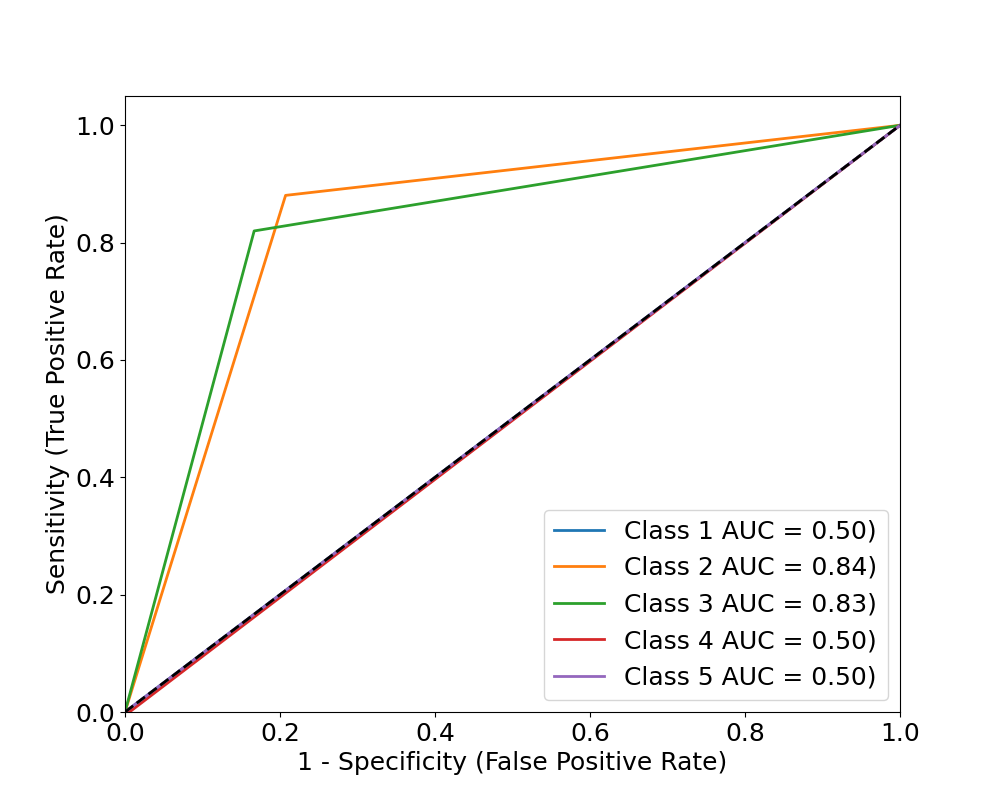 1.0
0.8
0.6
0.4
0.2
0.0
Sensitivity (True Positive Rate)
Class 1 AUC = 0.50)
Class 2 AUC = 0.84)
Class 3 AUC = 0.83)
Class 4 AUC = 0.50)
Class 5 AUC = 0.50)
0.0 0.2 0.4 0.6 0.8 1.0
1 - Specificity (False Positive Rate)